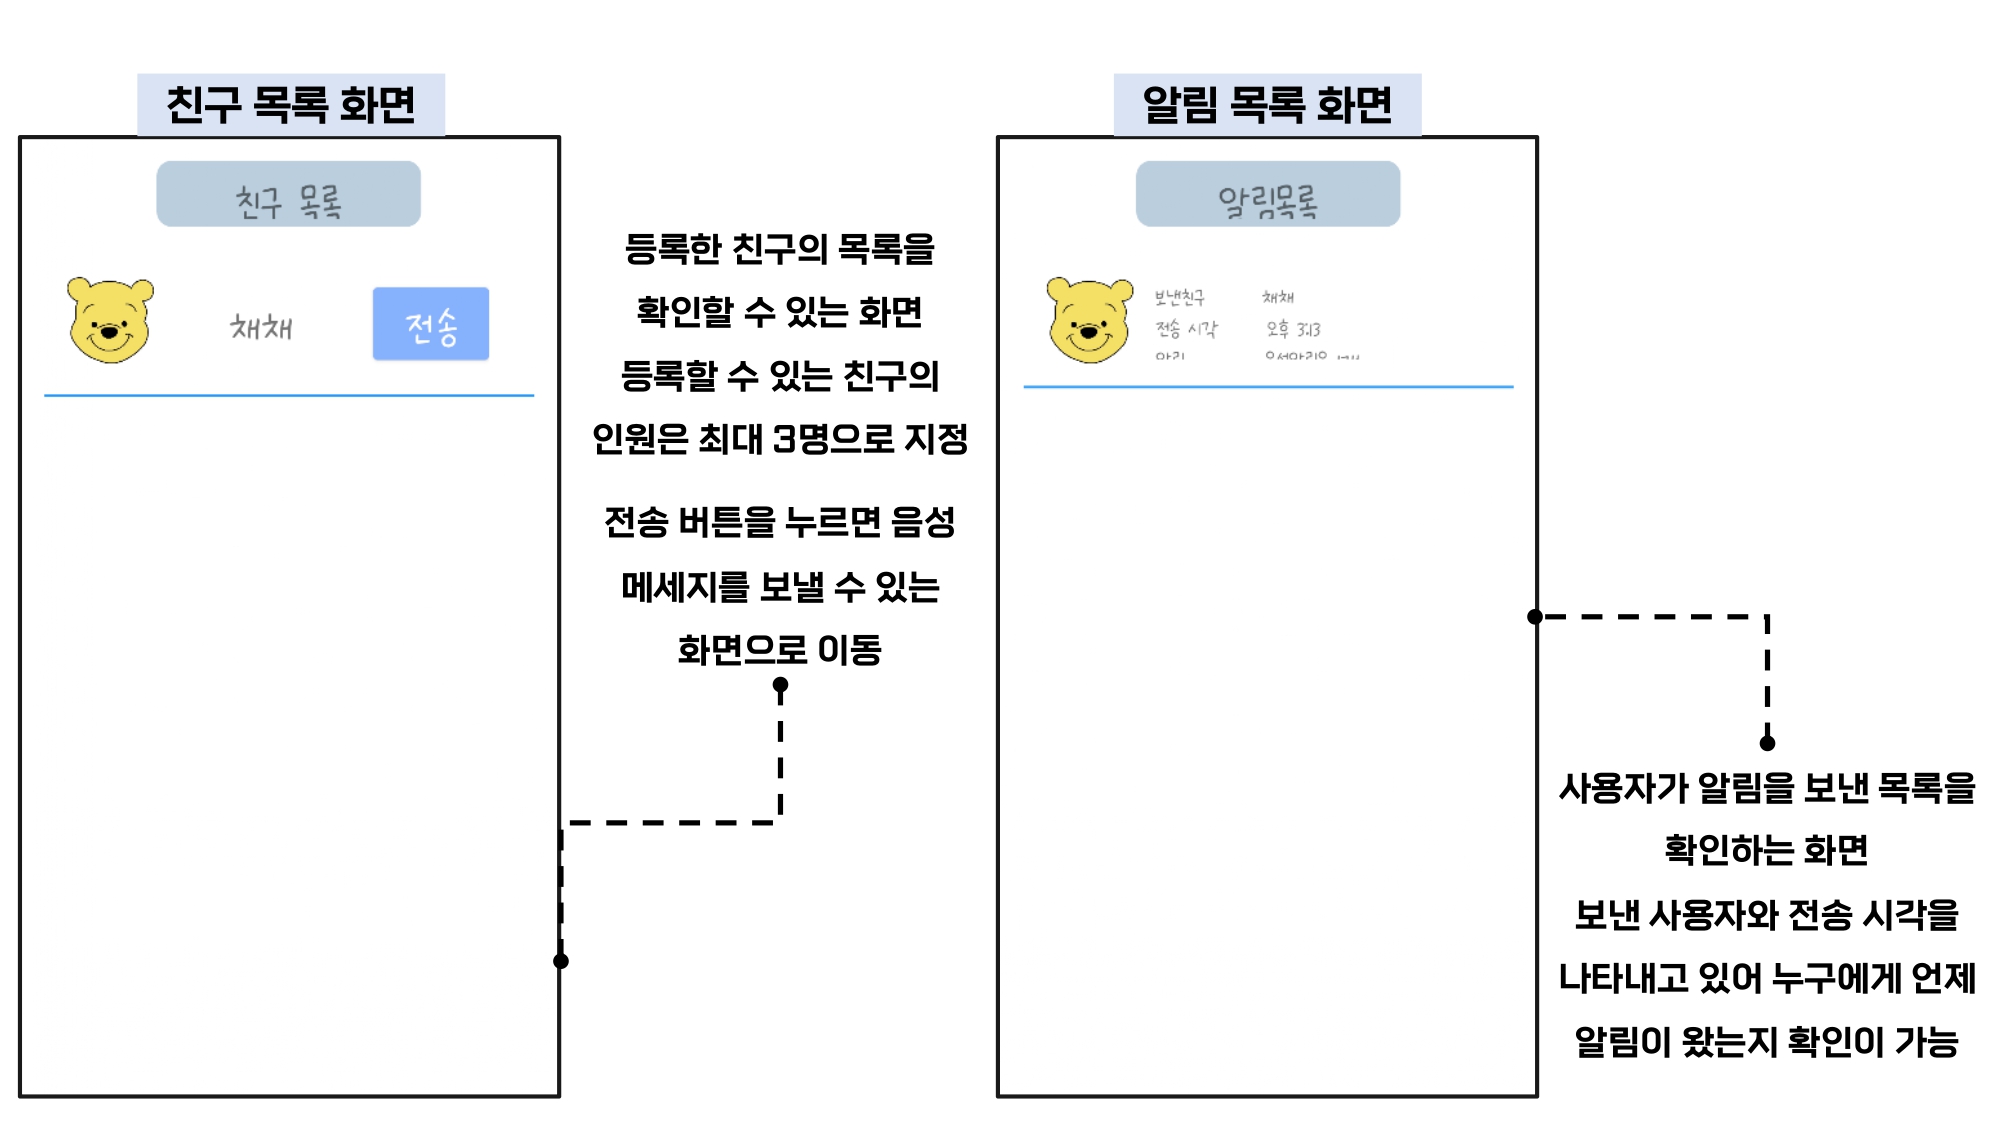 친구 목록 화면
친구 목록
채채
전송
등록한 친구의 목록을
확인할 수 있는 화면
등록할 수 있는 친구의
인원은 최대 3명으로 지정
전송 버튼을 누르면 음성
메세지를 보낼 수 있는
화면으로 이동
알림 목록 화면
알림목록
보낸친구 채채
전송 시각 오후 3:13
사용자가 알림을 보낸 목록을
확인하는 화면
보낸 사용자와 전송 시각을
나타내고 있어 누구에게 언제
알림이 왔는지 확인이 가능